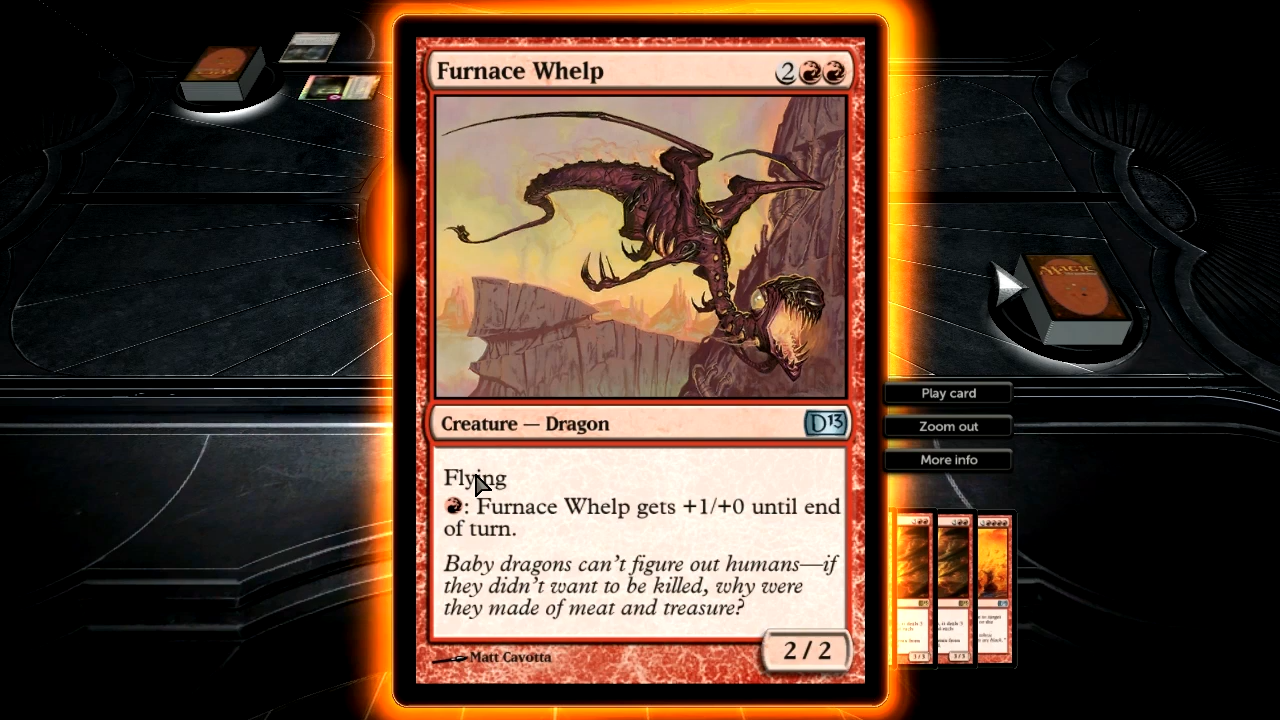 Furnace Whelp 2
Creature — Dragon D13
Flying
: Furnace Whelp gets +1/+0 until end
of turn.
Baby dragons can't figure out humans—if
they didn't want to be killed, why were
they made of meat and treasure?
Matt Cavotta
2 / 2
MAGIC
Play card
Zoom out
More info